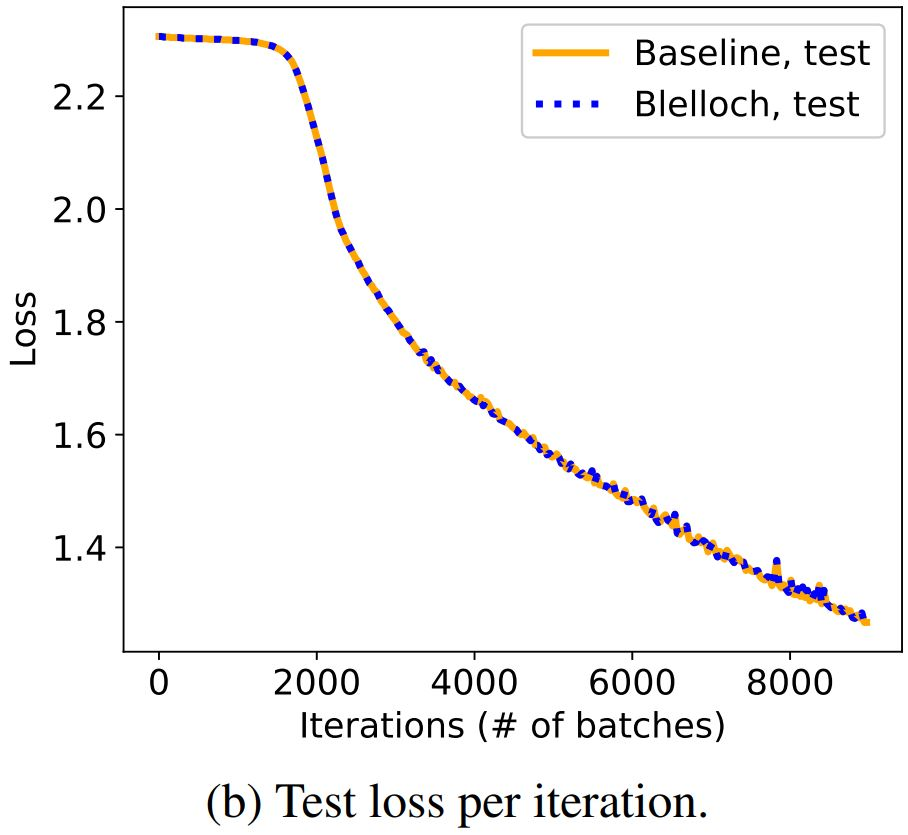 Baseline, test
Blelloch, test
2.2
2.0
1.8
1.6
1.4
Loss
0 2000 4000 6000 8000
Iterations (# of batches)
(b) Test loss per iteration.